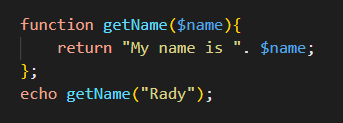 function getName($name){
    return "My name is ". $name;
};
echo getName("Rady");